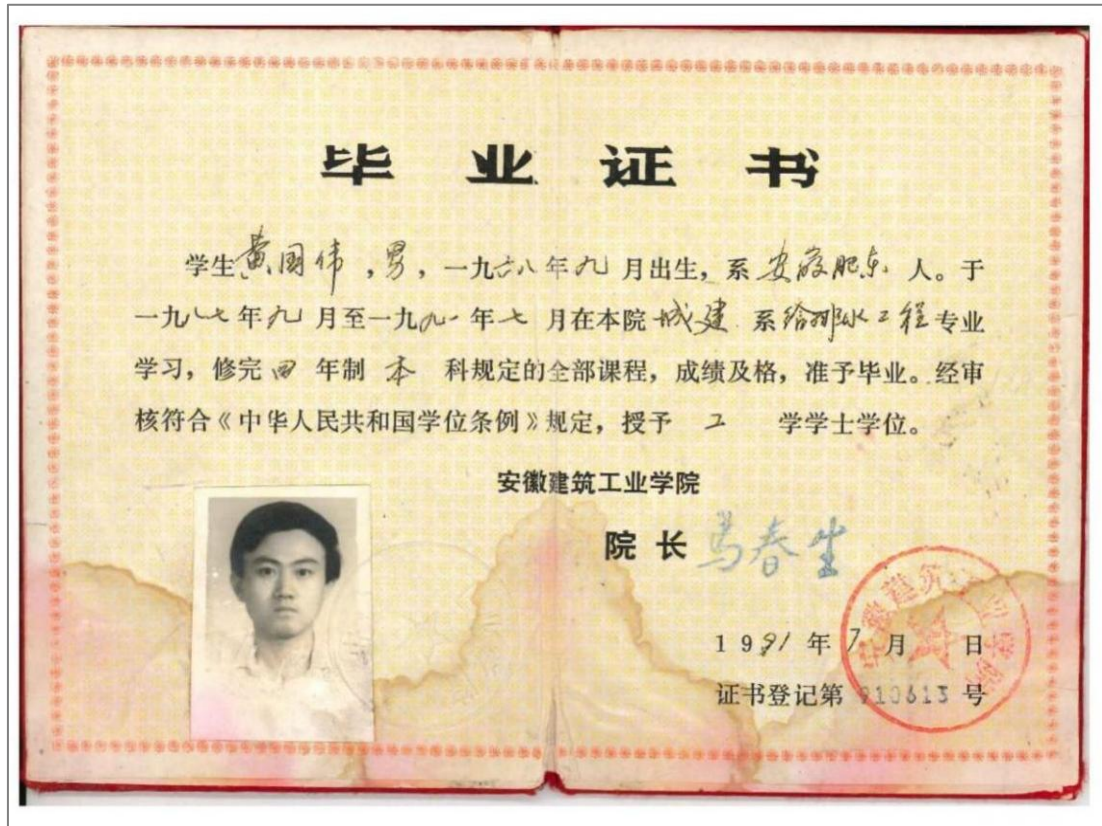 毕业证书
学生黄国伟,男,一九六八年九月出生,系安徽肥东人。于
一九八七年九月至一九九一年七月在本院城建系给排水工程专业
学习,修完四年制本科规定的全部课程,成绩及格,准予毕业。经审
核符合《中华人民共和国学位条例》规定,授予工学学士学位。
安徽建筑工业学院
院长 马春生
1991年7月 日
证书登记第910613号